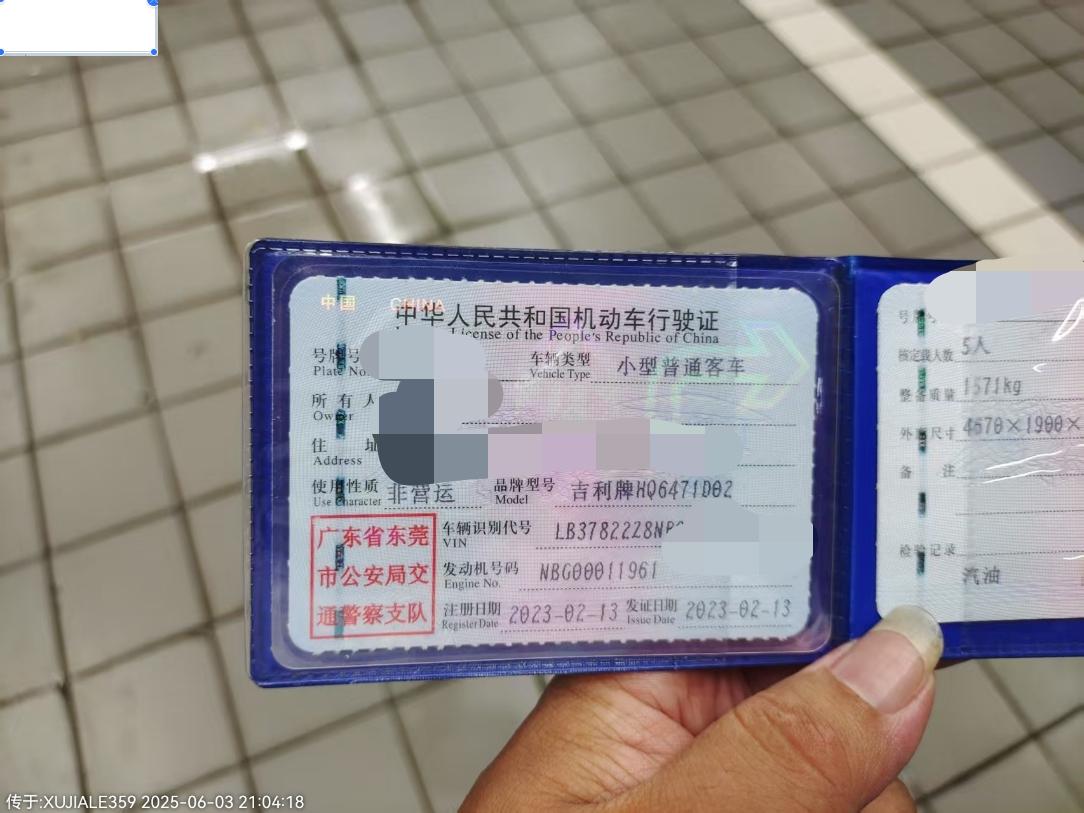 中国 CHINA
中华人民共和国机动车行驶证
License of the People's Republic of China
号牌号
Plate No.
车辆类型 小型普通客车
Vehicle Type
所有人
Owner
住址
Address
使用性质 非营运 品牌型号 吉利牌HQ6471D02
Use Character Model
广东省东莞
市公安局交
通警察支队
车辆识别代号 LB3782228NB
VIN
发动机号码 NBG00011961
Engine No.
注册日期 2023-02-13 发证日期 2023-02-13
Register Date Issue Date
号
核定载人数 5人
整备质量 1571kg
外廓尺寸 4670×1900×
备注
检验记录
汽油
传于:XUJIALE359 2025-06-03 21:04:18